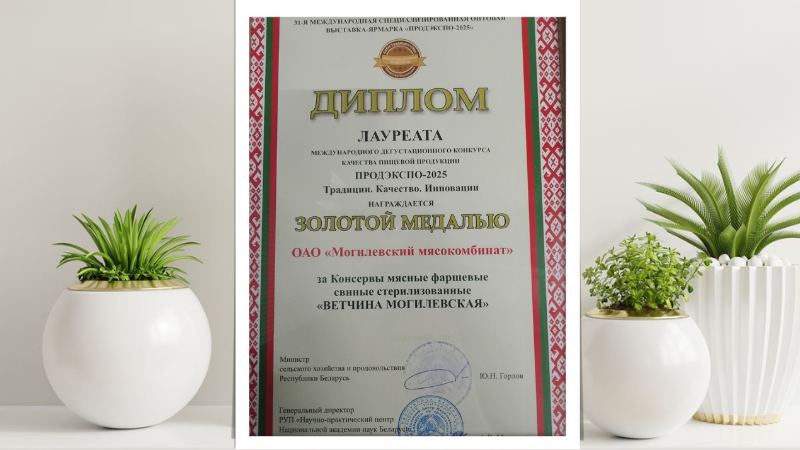 31-Я МЕЖДУНАРОДНАЯ СПЕЦИАЛИЗИРОВАННАЯ ОПТОВАЯ
ВЫСТАВКА-ЯРМАРКА «ПРОДЭКСПО-2025»
ДИПЛОМ
ЛАУРЕАТА
МЕЖДУНАРОДНОГО ДЕГУСТАЦИОННОГО КОНКУРСА
КАЧЕСТВА ПИЩЕВОЙ ПРОДУКЦИИ
ПРОДЭКСПО-2025
Традиции. Качество. Инновации
НАГРАЖДАЕТСЯ
ЗОЛОТОЙ МЕДАЛЬЮ
ОАО «Могилевский мясокомбинат»
за Консервы мясные фаршевые
свиные стерилизованные
«ВЕТЧИНА МОГИЛЕВСКАЯ»
Министр
сельского хозяйства и продовольствия
Республики Беларусь
Ю.Н. Горлов
Генеральный директор
РУП «Научно-практический центр
Национальной академии наук Беларуси